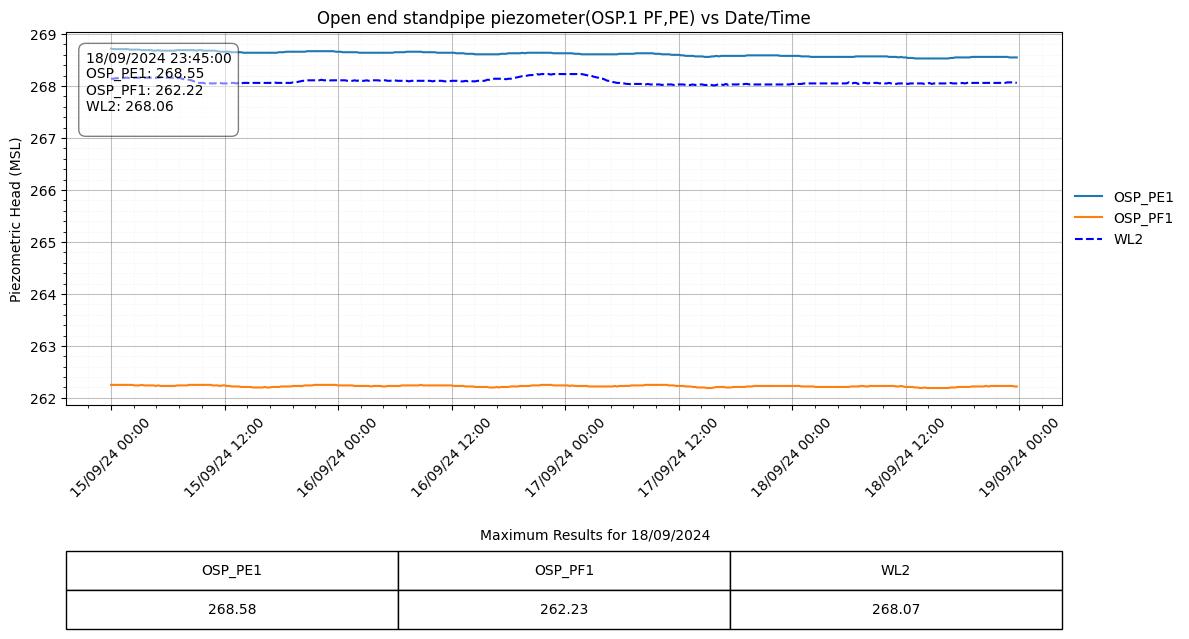 Open end standpipe piezometer(OSP.1 PF,PE) vs Date/Time
269
268
267
266
265
264
263
262
Piezometric Head (MSL)
18/09/2024 23:45:00
OSP_PE1: 268.55
OSP_PF1: 262.22
WL2: 268.06
OSP_PE1
OSP_PF1
WL2
15/09/24 00:00
15/09/24 12:00
16/09/24 00:00
16/09/24 12:00
17/09/24 00:00
17/09/24 12:00
18/09/24 00:00
18/09/24 12:00
19/09/24 00:00
Maximum Results for 18/09/2024
OSP_PE1 OSP_PF1 WL2
268.58 262.23 268.07